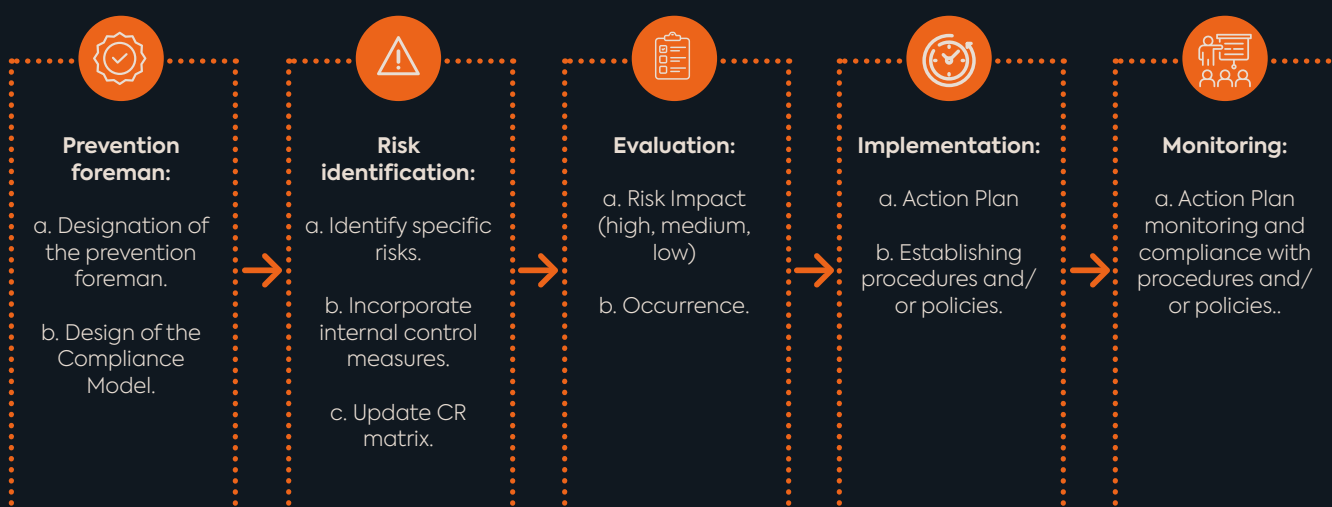 Prevention
foreman:
a. Designation of
the prevention
foreman.
b. Design of the
Compliance
Model.
Risk
identification:
a. Identify specific
risks.
b. Incorporate
internal control
measures.
c. Update CR
matrix.
Evaluation:
a. Risk Impact
(high, medium,
low)
b. Occurrence.
Implementation:
a. Action Plan
b. Establishing
procedures and/
or policies.
Monitoring:
a. Action Plan
monitoring and
compliance with
procedures and/
or policies..